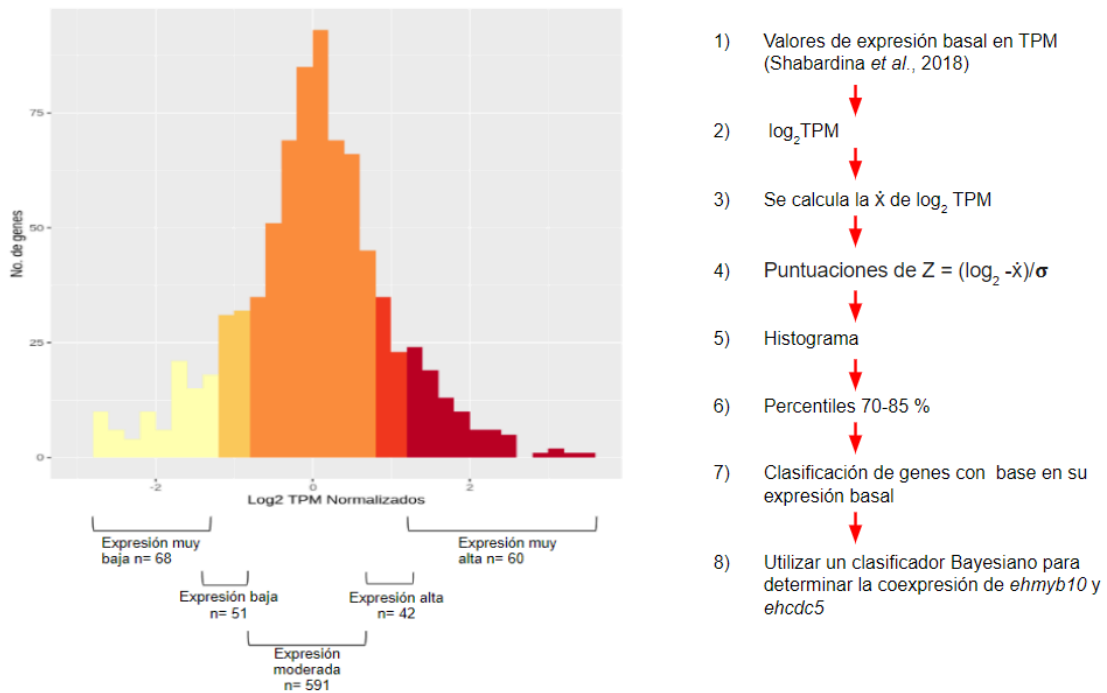 No. de genes
75
50
25
0
-2
0
2
Log2 TPM Normalizados
Expresión muy
baja n= 68
Expresión muy
alta n= 60
Expresión baja
n= 51
Expresión alta
n= 42
Expresión
moderada
n= 591
1) Valores de expresión basal en TPM
(Shabardina et al., 2018)
2) log₂TPM
3) Se calcula la ẋ de log₂ TPM
4) Puntuaciones de Z = (log₂ -ẋ)/σ
5) Histograma
6) Percentiles 70-85 %
7) Clasificación de genes con base en su
expresión basal
8) Utilizar un clasificador Bayesiano para
determinar la coexpresión de ehmyb10 y
ehcdc5